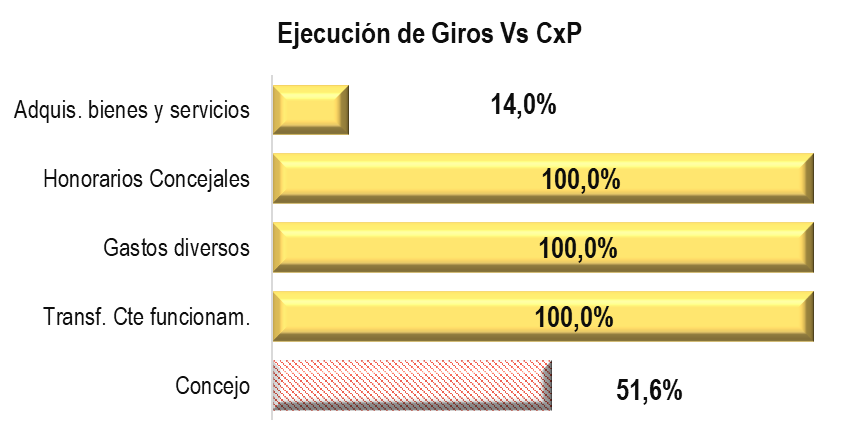 Ejecución de Giros Vs CxP
Adquis. bienes y servicios 14,0%
Honorarios Concejales 100,0%
Gastos diversos 100,0%
Transf. Cte funcionam. 100,0%
Concejo 51,6%